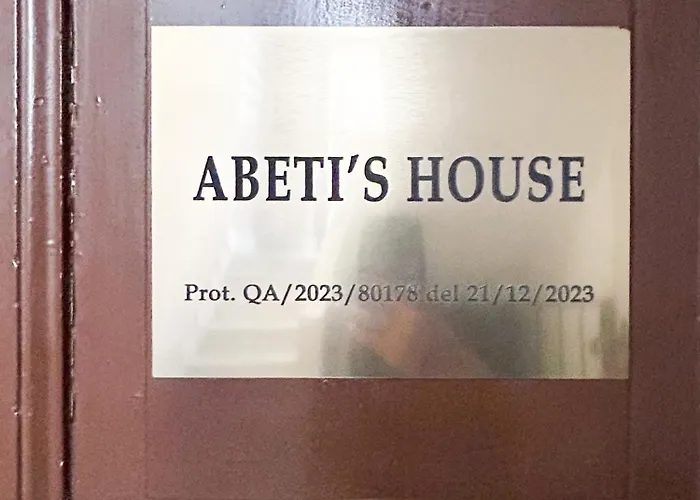 ABETI'S HOUSE
Prot. QA/2023/80178 del 21/12/2023